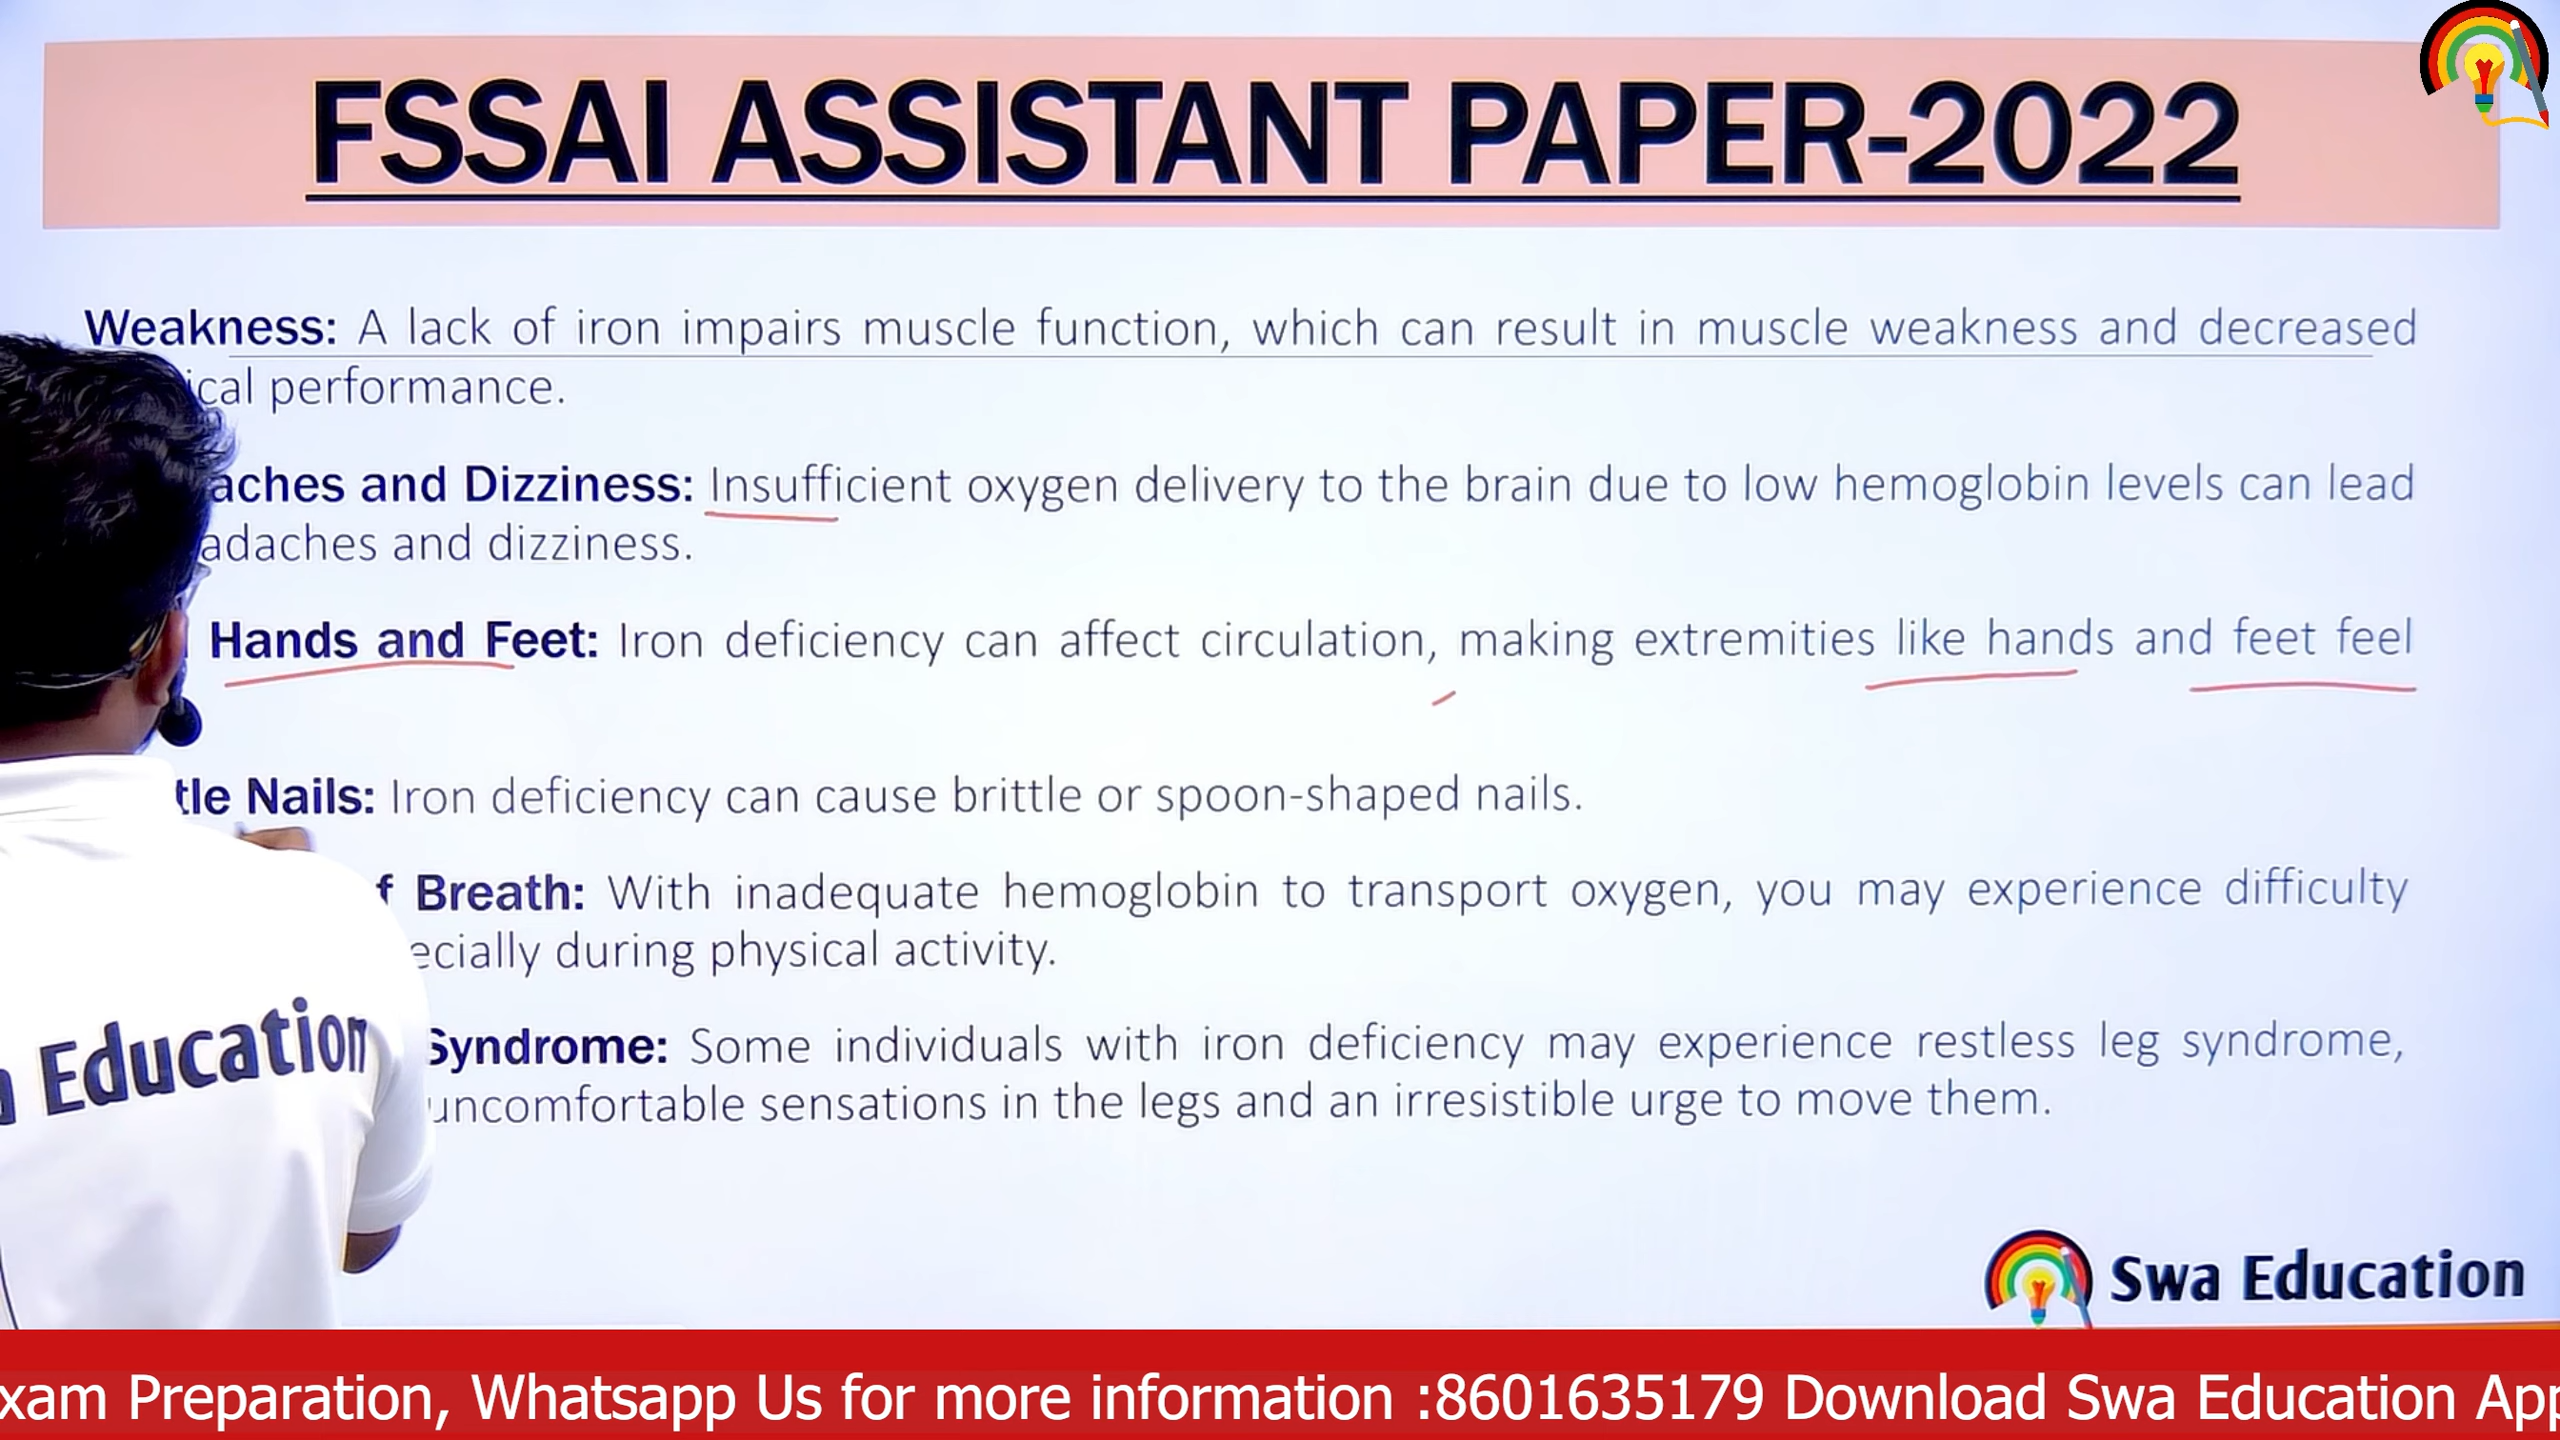 FSSAI ASSISTANT PAPER-2022
Weakness: A lack of iron impairs muscle function, which can result in muscle weakness and decreased
ical performance.
aches and Dizziness: Insufficient oxygen delivery to the brain due to low hemoglobin levels can lead
adaches and dizziness.
Hands and Feet: Iron deficiency can affect circulation, making extremities like hands and feet feel
tle Nails: Iron deficiency can cause brittle or spoon-shaped nails.
f Breath: With inadequate hemoglobin to transport oxygen, you may experience difficulty
ecially during physical activity.
Syndrome: Some individuals with iron deficiency may experience restless leg syndrome,
uncomfortable sensations in the legs and an irresistible urge to move them.
Education
Swa Education
xam Preparation, Whatsapp Us for more information :8601635179 Download Swa Education App